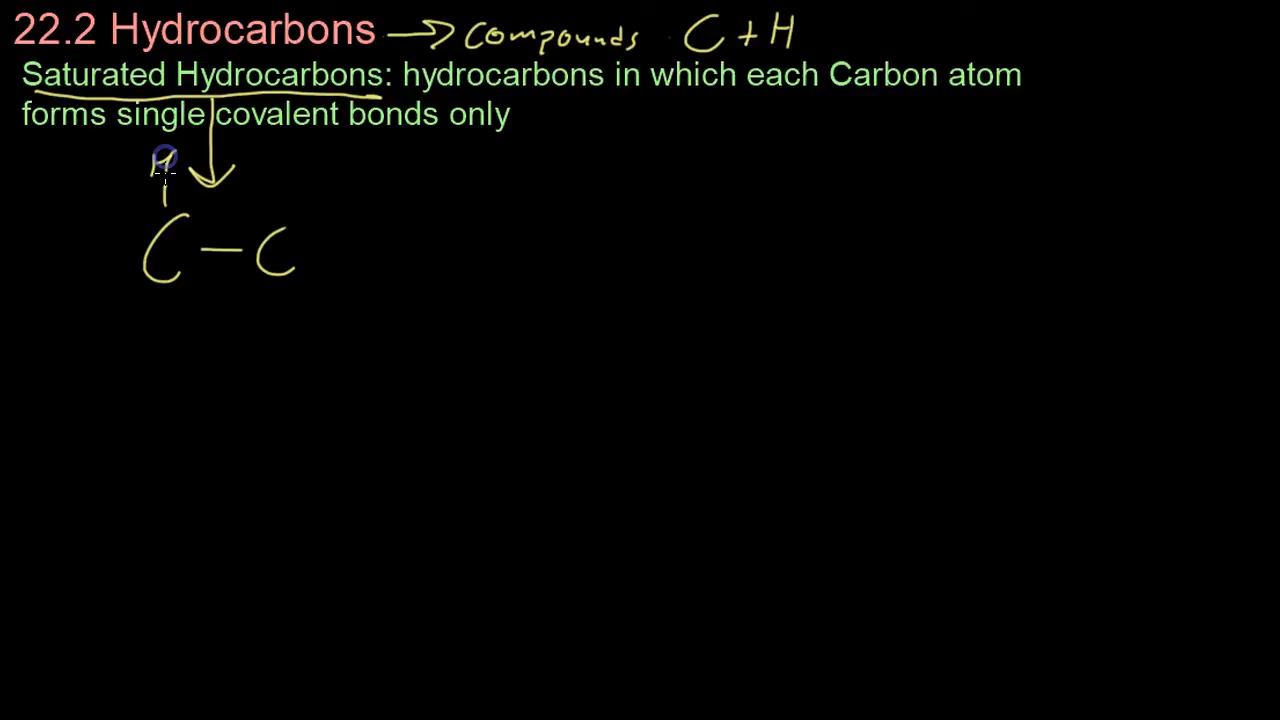 22.2 Hydrocarbons → Compounds C + H
Saturated Hydrocarbons: hydrocarbons in which each Carbon atom
forms single covalent bonds only
H
C — C